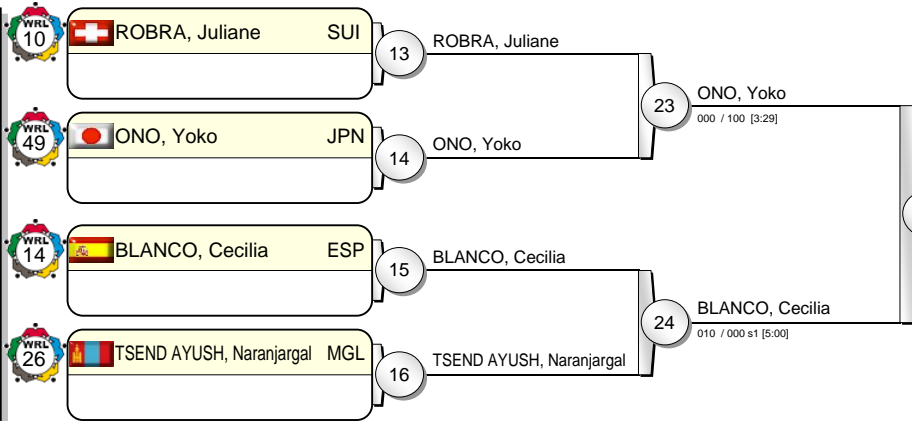 WRL
10
ROBRA, Juliane SUI
13
ROBRA, Juliane
23
ONO, Yoko
000 / 100 [3:29]
WRL
49
ONO, Yoko JPN
14
ONO, Yoko
WRL
14
BLANCO, Cecilia ESP
15
BLANCO, Cecilia
24
BLANCO, Cecilia
010 / 000 s1 [5:00]
WRL
26
TSEND AYUSH, Naranjargal MGL
16
TSEND AYUSH, Naranjargal